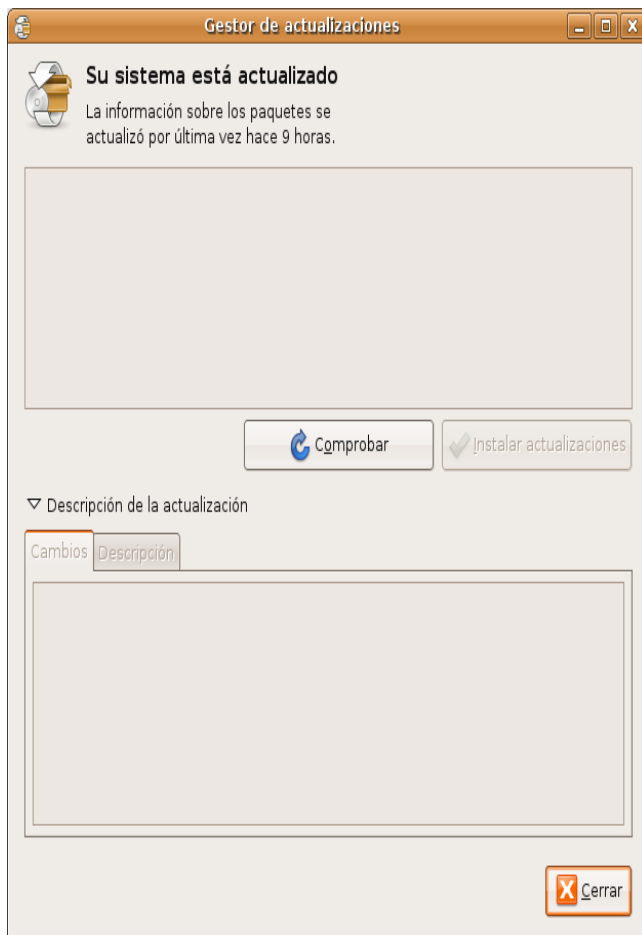 Gestor de actualizaciones
Su sistema está actualizado
La información sobre los paquetes se
actualizó por última vez hace 9 horas.
Comprobar
Instalar actualizaciones
Descripción de la actualización
Cambios
Descripción
Cerrar